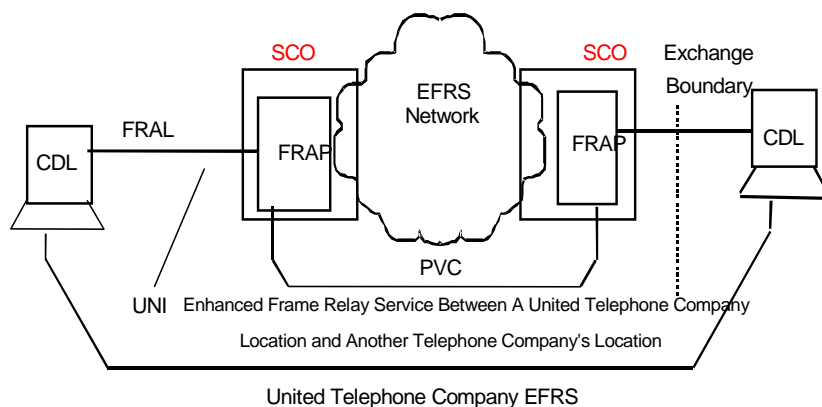 SCO
SCO
Exchange
Boundary
EFRS
Network
FRAL
CDL
FRAP
FRAP
CDL
PVC
UNI
Enhanced Frame Relay Service Between A United Telephone Company
Location and Another Telephone Company's Location
United Telephone Company EFRS